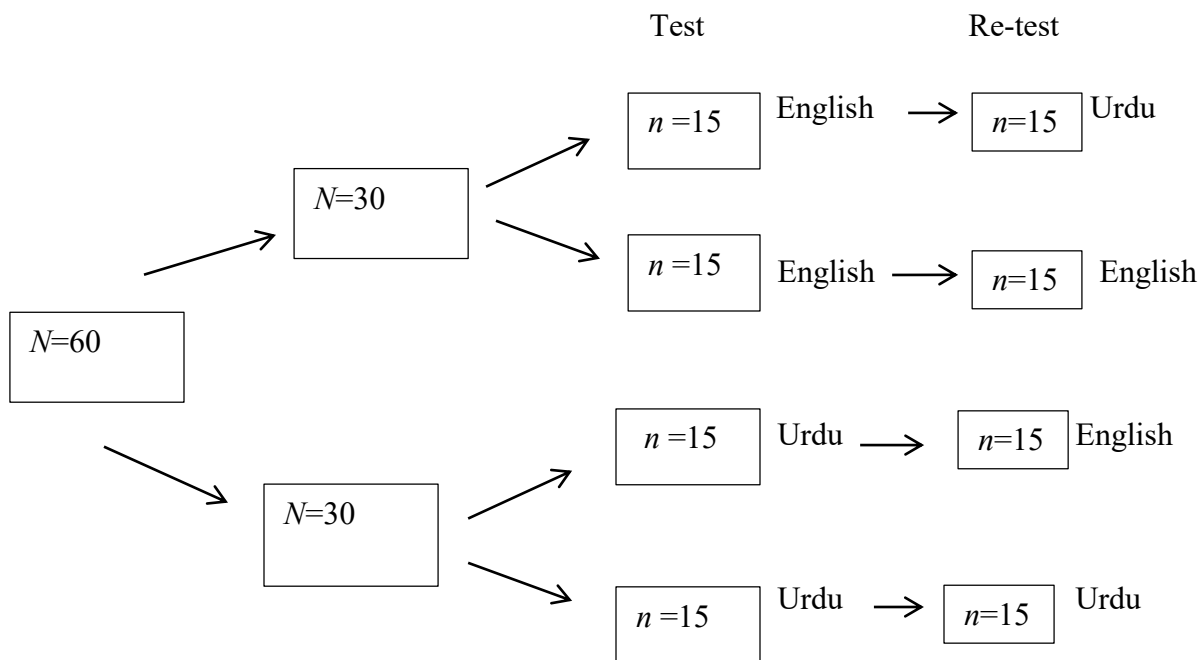 Test Re-test
n =15 English n=15 Urdu
N=30
n =15 English n=15 English
N=60
n =15 Urdu n=15 English
N=30
n =15 Urdu n=15 Urdu